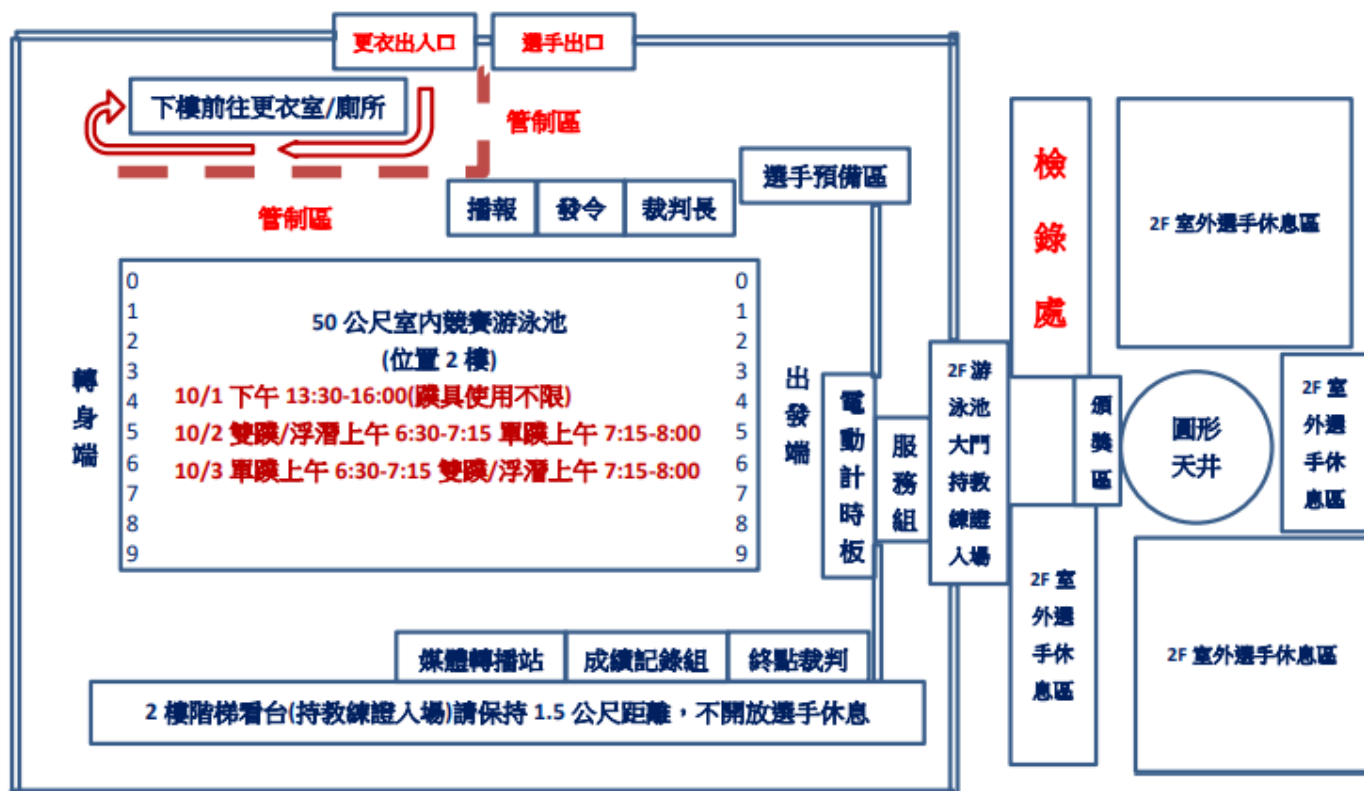 更衣出入口
選手出口
下樓前往更衣室/廁所
管制區
管制區
播報
發令
裁判長
選手預備區
檢
錄
處
2F 室外選手休息區
0
1
2
3
4
5
6
7
8
9
轉
身
端
50 公尺室內競賽游泳池
(位置 2 樓)
10/1 下午 13:30-16:00(蹼具使用不限)
10/2 雙蹼/浮潛上午 6:30-7:15 單蹼上午 7:15-8:00
10/3 單蹼上午 6:30-7:15 雙蹼/浮潛上午 7:15-8:00
0
1
2
3
4
5
6
7
8
9
出
發
端
電
動
計
時
板
服
務
組
2F 游
泳池
大門
持教
練證
入場
頒
獎
區
圓形
天井
2F 室
外選
手休
息區
2F 室
外選
手休
息區
2F 室外選手休息區
媒體轉播站
成績記錄組
終點裁判
2 樓階梯看台(持教練證入場)請保持 1.5 公尺距離，不開放選手休息